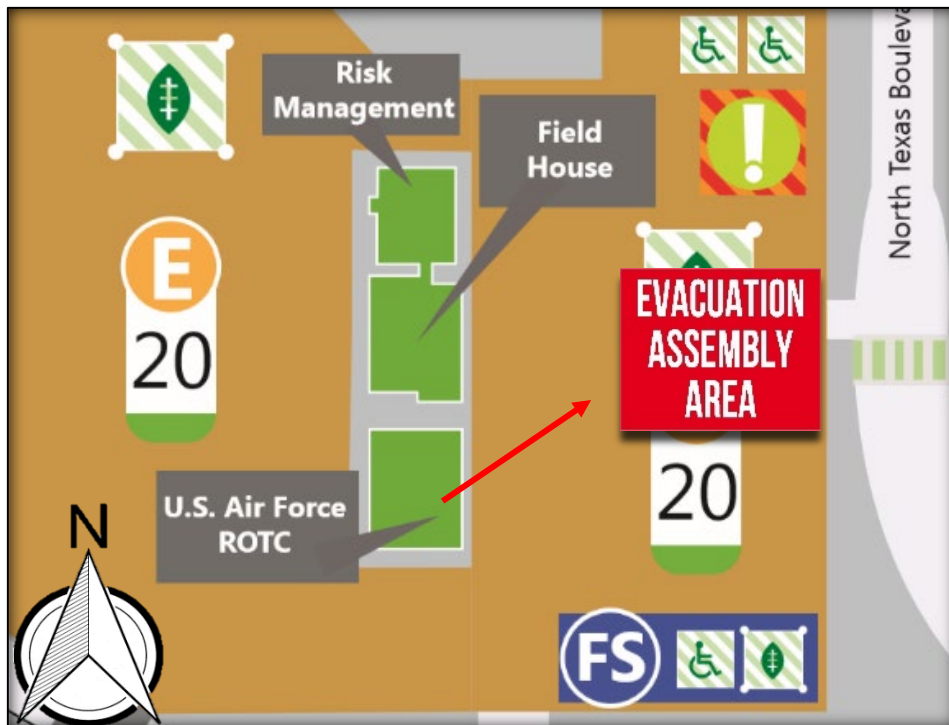 Risk
Management
Field
House
North Texas Bouleva
E
20
EVACUATION
ASSEMBLY
AREA
20
U.S. Air Force
ROTC
N
FS